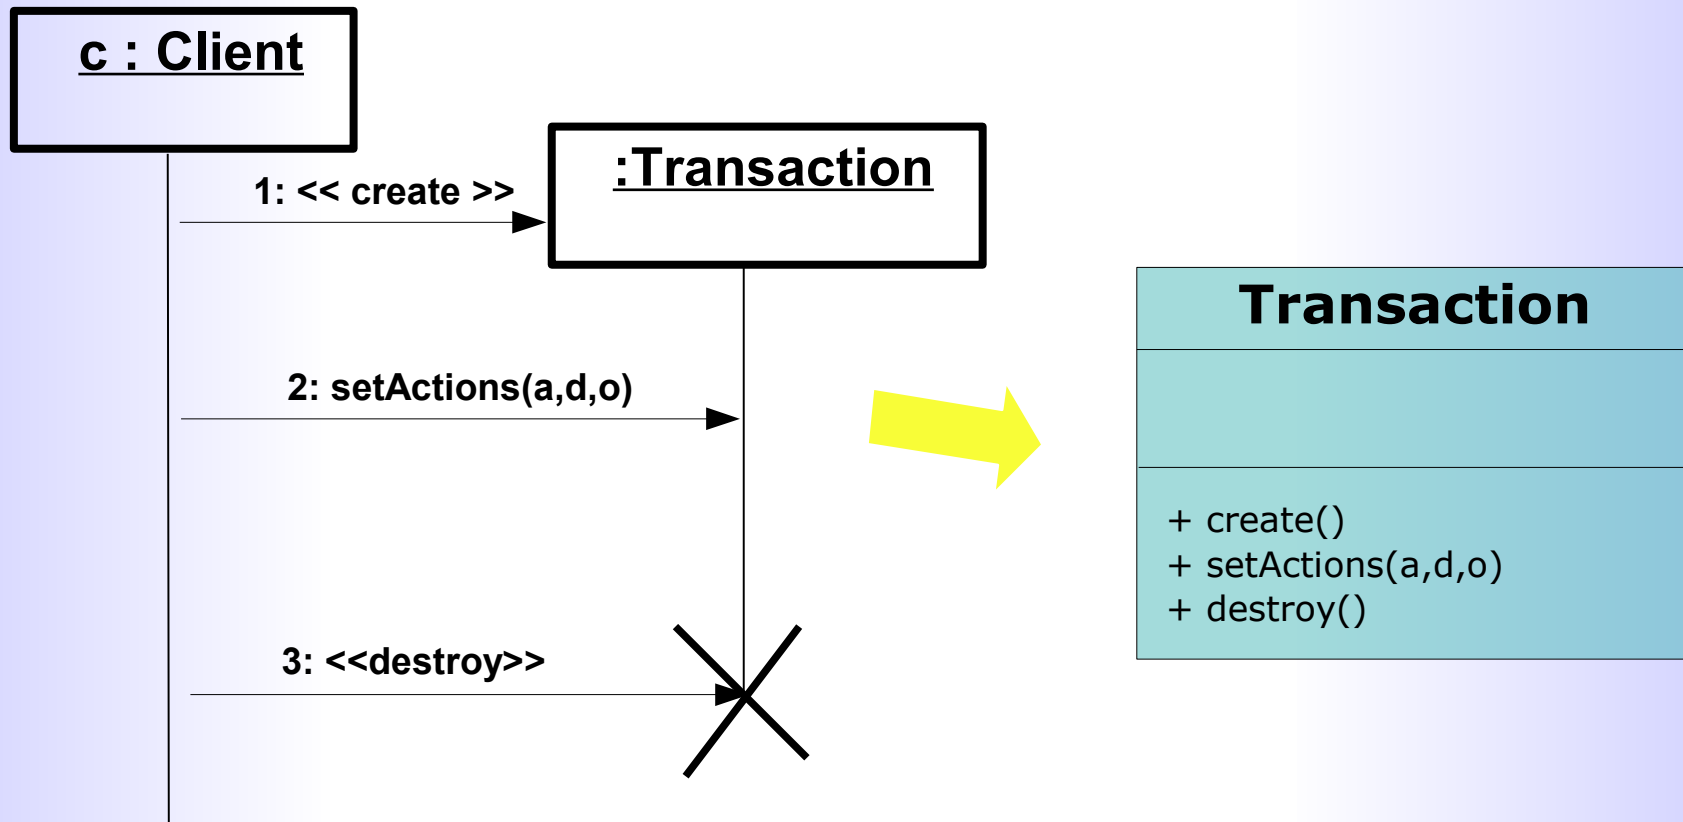 c : Client
:Transaction
1: << create >>
2: setActions(a,d,o)
3: <<destroy>>
Transaction
+ create()
+ setActions(a,d,o)
+ destroy()